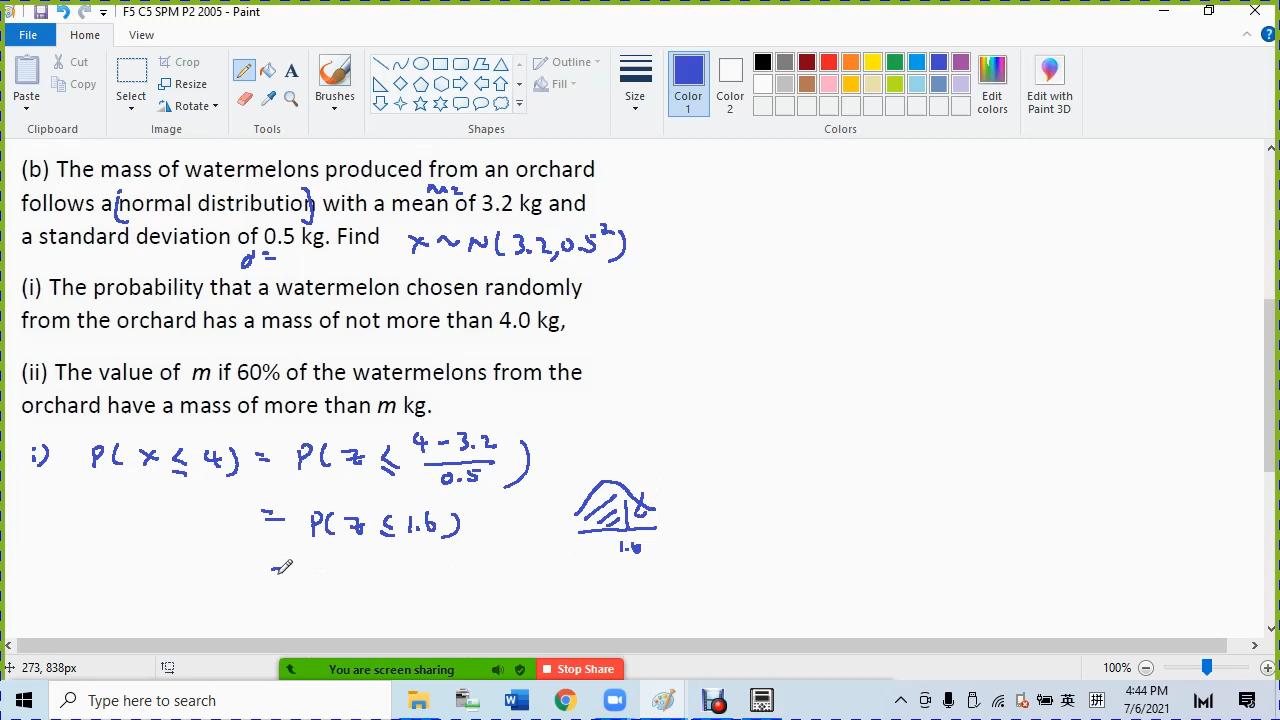 F5 C5 SPM P2 2005 - Paint
File Home View
Paste Cut Copy Select Crop Resize Rotate Brushes Outline Fill Size Color 1 Color 2 Edit colors Edit with Paint 3D
Clipboard Image Tools Shapes Colors
(b) The mass of watermelons produced from an orchard
follows a (normal distribution) with a mean of 3.2 kg and
a standard deviation of 0.5 kg. Find X ~ N(3.2, 0.5²)
σ =
(i) The probability that a watermelon chosen randomly
from the orchard has a mass of not more than 4.0 kg,
(ii) The value of m if 60% of the watermelons from the
orchard have a mass of more than m kg.
i) P( X ≤ 4) = P( Z ≤ 4 - 3.2 / 0.5 )
= P( Z ≤ 1.6 )
1.6
273, 838px 100%
You are screen sharing Stop Share
Type here to search 英 拼 4:44 PM
7/6/2021